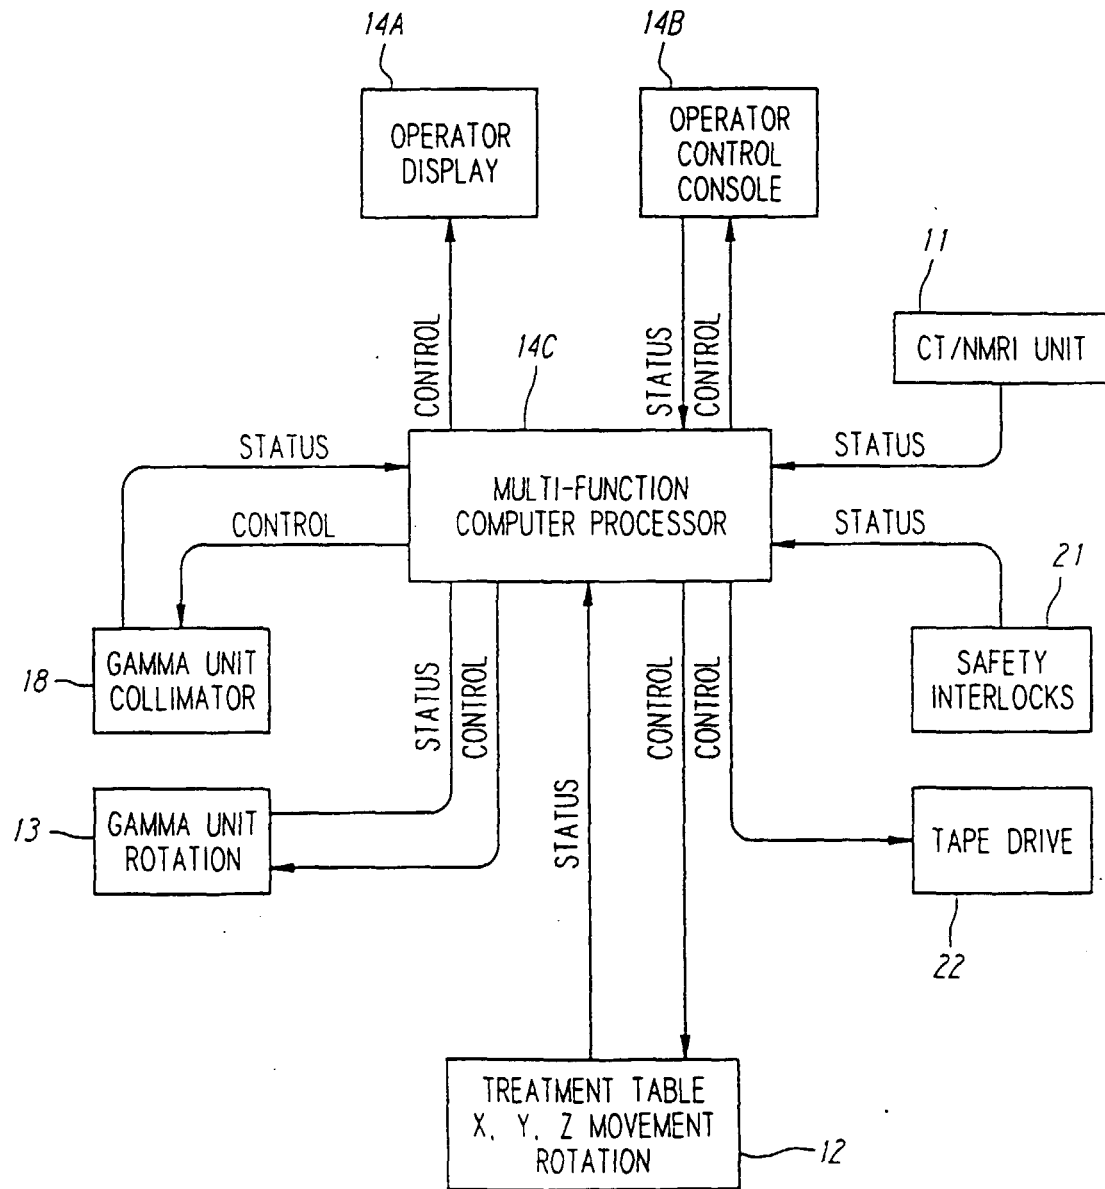 14A
14B
OPERATOR
DISPLAY
OPERATOR
CONTROL
CONSOLE
11
CT/NMRI UNIT
CONTROL
14C
STATUS
CONTROL
STATUS
STATUS
MULTI-FUNCTION
COMPUTER PROCESSOR
CONTROL
STATUS
21
18
GAMMA UNIT
COLLIMATOR
STATUS
CONTROL
CONTROL
CONTROL
SAFETY
INTERLOCKS
13
GAMMA UNIT
ROTATION
STATUS
TAPE DRIVE
22
TREATMENT TABLE
X, Y, Z MOVEMENT
ROTATION
12